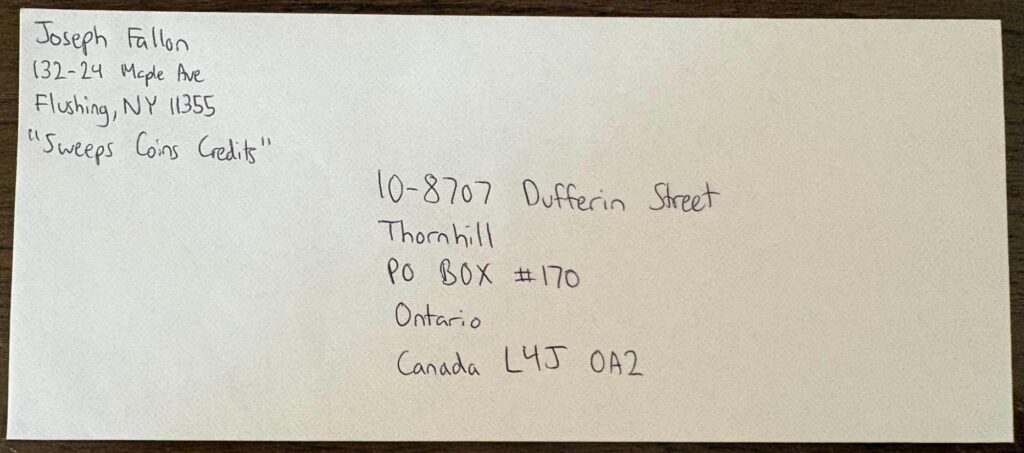 Joseph Fallon
132-24 Maple Ave
Flushing, NY 11355
"Sweeps Coins Credits"
10-8707 Dufferin Street
Thornhill
PO BOX #170
Ontario
Canada L4J 0A2